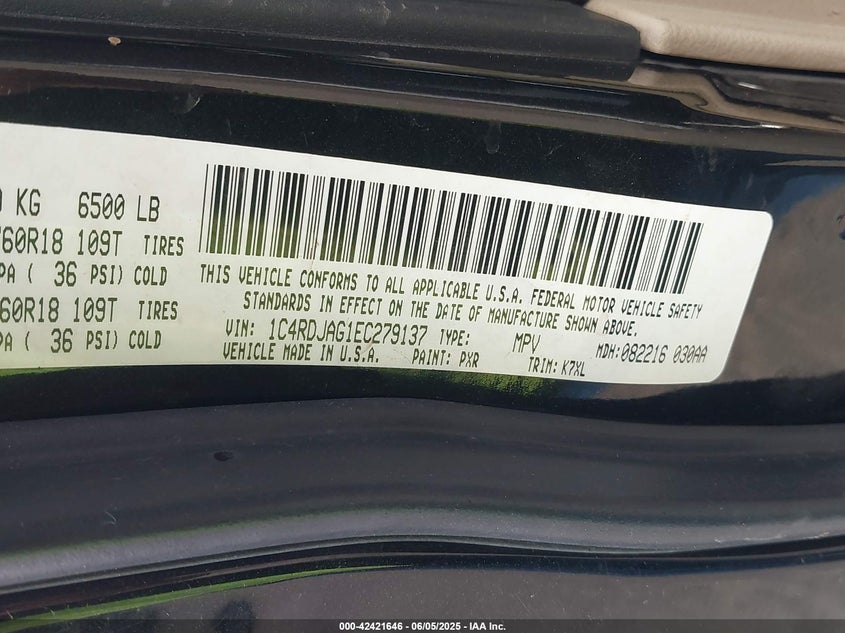 KG 6500 LB
60R18 109T TIRES
PA ( 36 PSI) COLD
60R18 109T TIRES
PA ( 36 PSI) COLD
THIS VEHICLE CONFORMS TO ALL APPLICABLE U.S.A. FEDERAL MOTOR VEHICLE SAFETY
STANDARDS IN EFFECT ON THE DATE OF MANUFACTURE SHOWN ABOVE.
VIN: 1C4RDJAG1EC279137 TYPE: MPV MDH:082216 030AA
VEHICLE MADE IN U.S.A. PAINT: PXR TRIM: K7XL
000-42421646 - 06/05/2025 - IAA Inc.